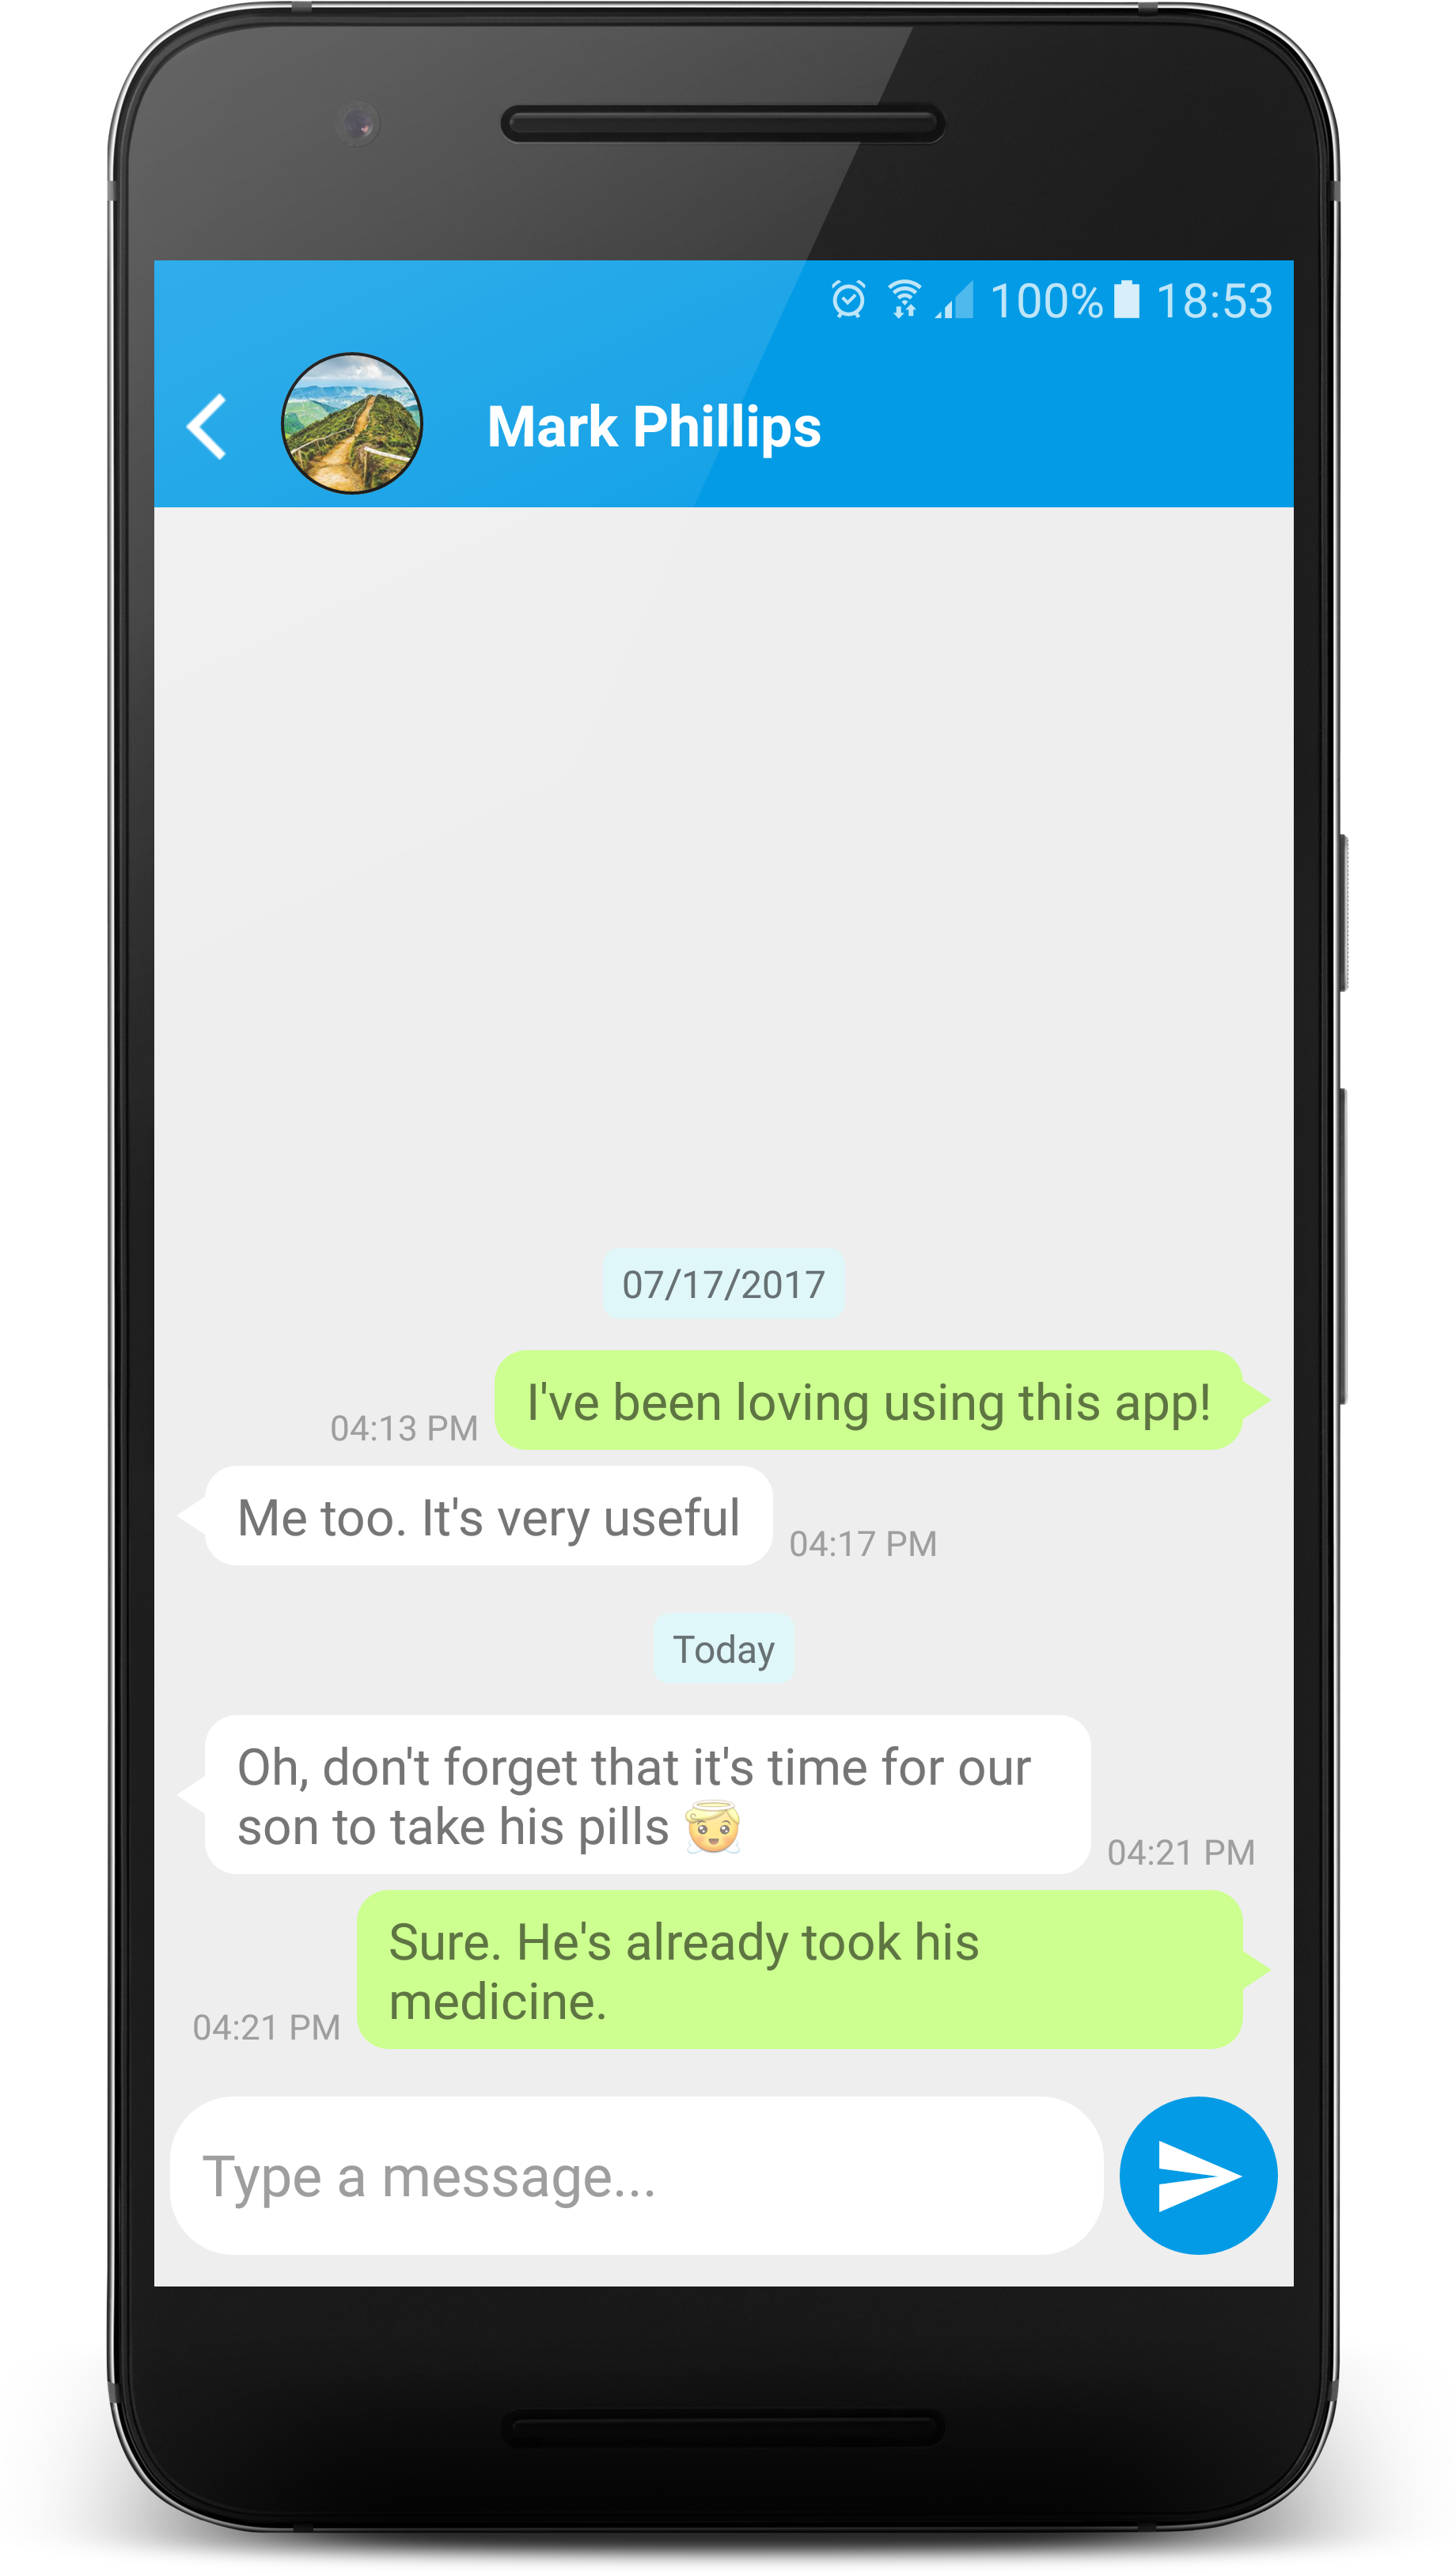 100% 18:53
Mark Phillips
07/17/2017
I've been loving using this app!
04:13 PM
Me too. It's very useful
04:17 PM
Today
Oh, don't forget that it's time for our
son to take his pills 😇
04:21 PM
Sure. He's already took his
medicine.
04:21 PM
Type a message...